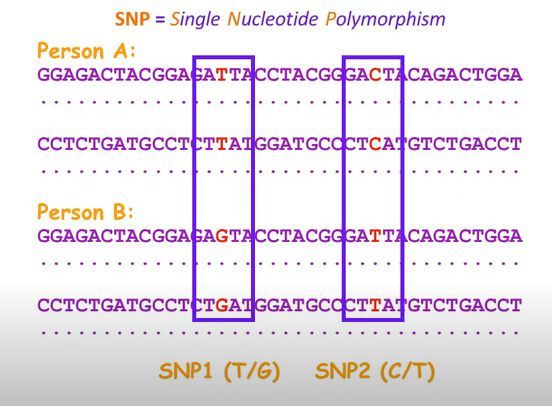 SNP = Single Nucleotide Polymorphism
Person A:
GGAGACTACGGAGATTACCTACGGGACTACAGACTGGA
CCTCTGATGCCTCTTATGGATGCCCTCATGTCTGACCT
Person B:
GGAGACTACGGAGAGTACCTACGGGATTACAGACTGGA
CCTCTGATGCCTCTGATGGATGCCCTTATGTCTGACCT
SNP1 (T/G) SNP2 (C/T)